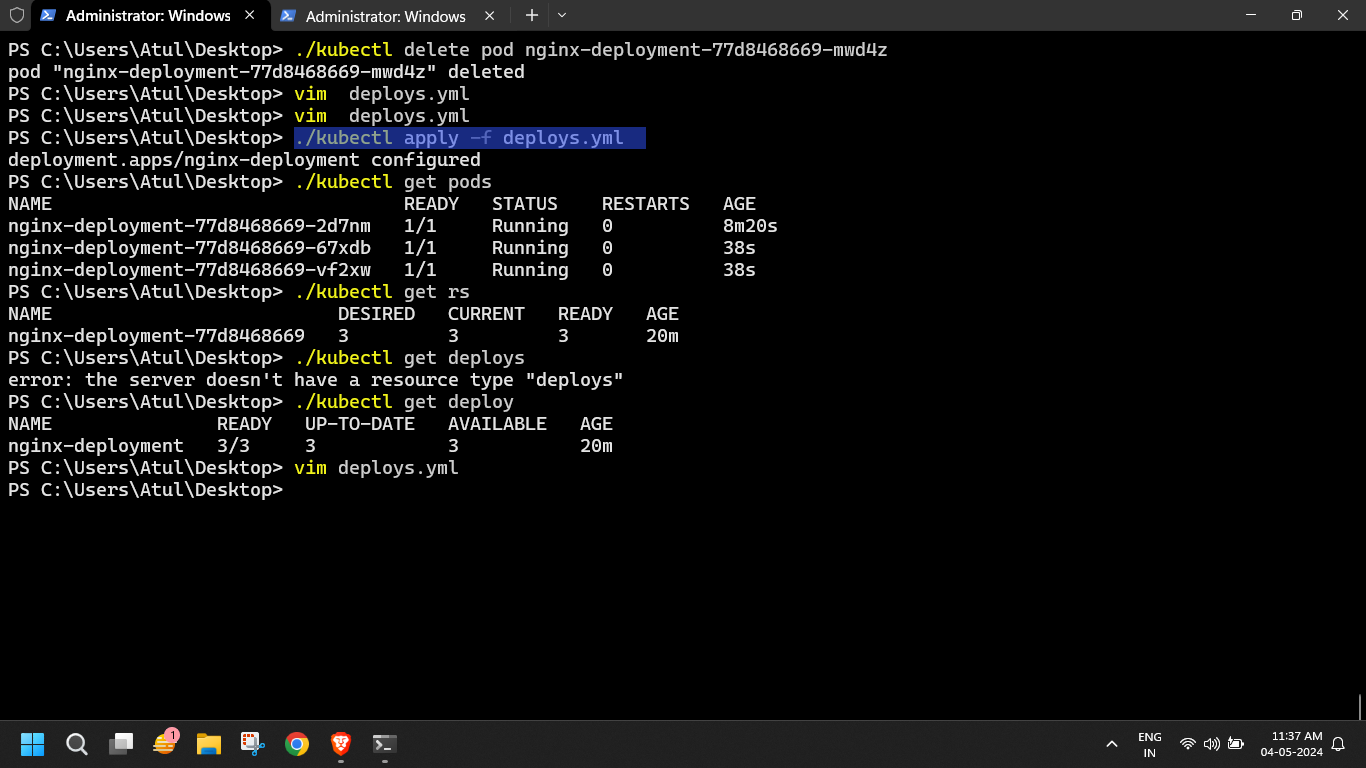 Administrator: Windows
Administrator: Windows
PS C:\Users\Atul\Desktop> ./kubectl delete pod nginx-deployment-77d8468669-mwd4z
pod "nginx-deployment-77d8468669-mwd4z" deleted
PS C:\Users\Atul\Desktop> vim  deploys.yml
PS C:\Users\Atul\Desktop> vim  deploys.yml
PS C:\Users\Atul\Desktop> ./kubectl apply -f deploys.yml
deployment.apps/nginx-deployment configured
PS C:\Users\Atul\Desktop> ./kubectl get pods
NAME                                READY   STATUS    RESTARTS   AGE
nginx-deployment-77d8468669-2d7nm   1/1     Running   0          8m20s
nginx-deployment-77d8468669-67xdb   1/1     Running   0          38s
nginx-deployment-77d8468669-vf2xw   1/1     Running   0          38s
PS C:\Users\Atul\Desktop> ./kubectl get rs
NAME                          DESIRED   CURRENT   READY   AGE
nginx-deployment-77d8468669   3         3         3       20m
PS C:\Users\Atul\Desktop> ./kubectl get deploys
error: the server doesn't have a resource type "deploys"
PS C:\Users\Atul\Desktop> ./kubectl get deploy
NAME               READY   UP-TO-DATE   AVAILABLE   AGE
nginx-deployment   3/3     3            3           20m
PS C:\Users\Atul\Desktop> vim deploys.yml
PS C:\Users\Atul\Desktop>
1
ENG
IN
11:37 AM
04-05-2024